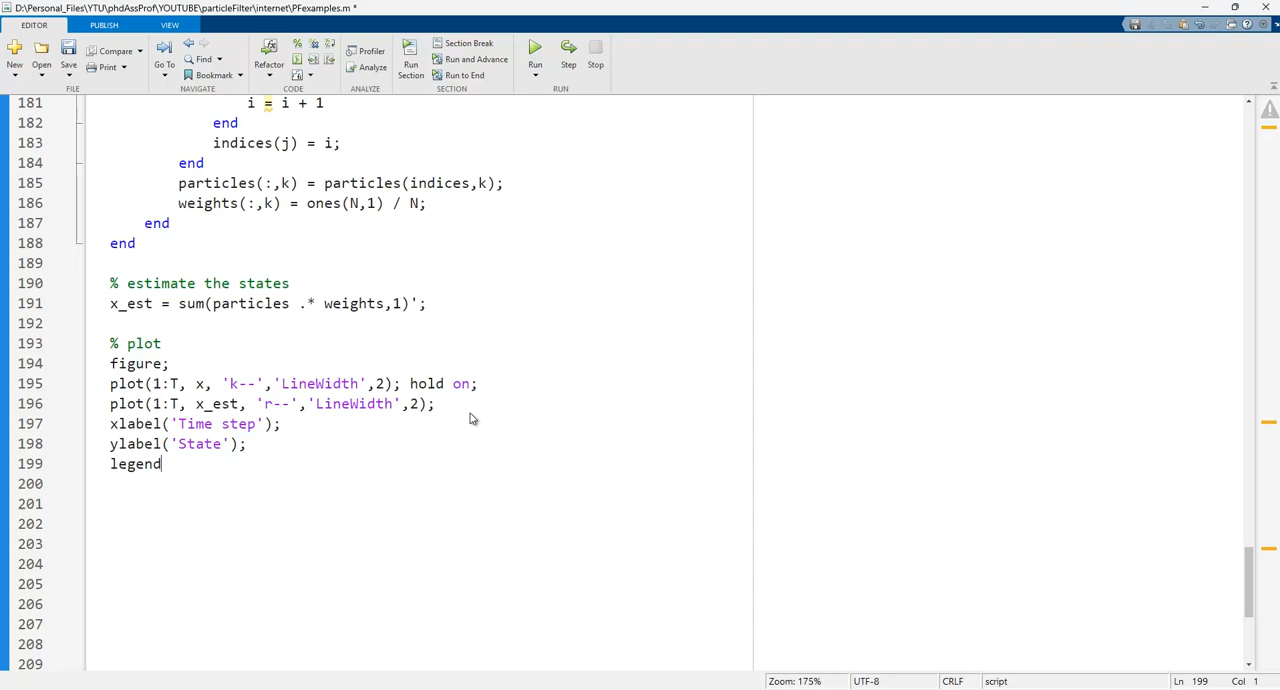 D:\Personal_Files\YTU\phdAssProf\YOUTUBE\particleFilter\internet\PFexamples.m *
EDITOR PUBLISH VIEW
New Open Save Compare Print Go To Find Bookmark Refactor Profiler Analyze Run Section Section Break Run and Advance Run to End Run Step Stop
FILE NAVIGATE CODE ANALYZE SECTION RUN
181 i = i + 1
182 end
183 indices(j) = i;
184 end
185 particles(:,k) = particles(indices,k);
186 weights(:,k) = ones(N,1) / N;
187 end
188 end
189
190 % estimate the states
191 x_est = sum(particles .* weights,1)';
192
193 % plot
194 figure;
195 plot(1:T, x, 'k--','LineWidth',2); hold on;
196 plot(1:T, x_est, 'r--','LineWidth',2);
197 xlabel('Time step');
198 ylabel('State');
199 legend
200
201
202
203
204
205
206
207
208
209
Zoom: 175% UTF-8 CRLF script Ln 199 Col 1